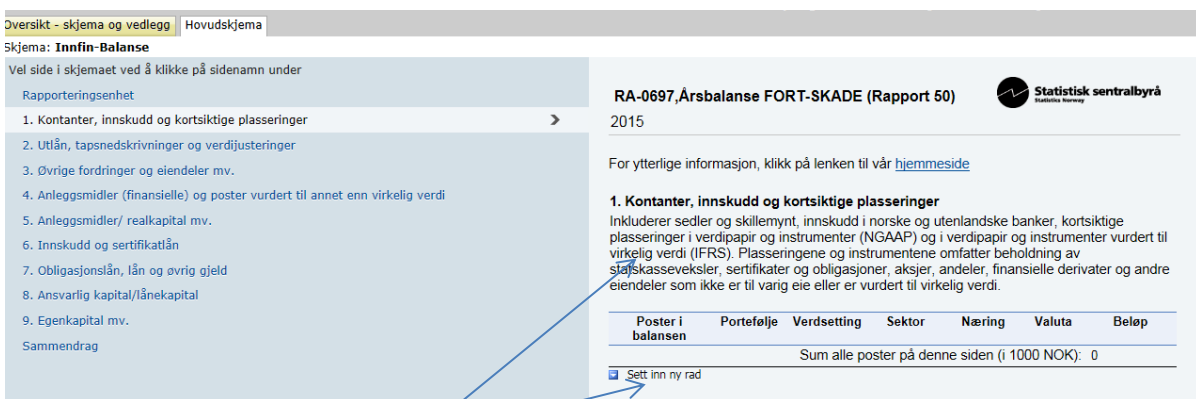 Oversikt - skjema og vedlegg Hovudskjema
Skjema: Innfin-Balanse
Vel side i skjemaet ved å klikke på sidenamn under
Rapporteringsenhet
1. Kontanter, innskudd og kortsiktige plasseringer
2. Utlån, tapsnedskrivninger og verdijusteringer
3. Øvrige fordringer og eiendeler mv.
4. Anleggsmidler (finansielle) og poster vurdert til annet enn virkelig verdi
5. Anleggsmidler/ realkapital mv.
6. Innskudd og sertifikatlån
7. Obligasjonslån, lån og øvrig gjeld
8. Ansvarlig kapital/lånekapital
9. Egenkapital mv.
Sammendrag
RA-0697,Årsbalanse FORT-SKADE (Rapport 50)
Statistisk sentralbyrå
Statistics Norway
2015
For ytterlige informasjon, klikk på lenken til vår hjemmeside
1. Kontanter, innskudd og kortsiktige plasseringer
Inkluderer sedler og skillemynt, innskudd i norske og utenlandske banker, kortsiktige
plasseringer i verdipapir og instrumenter (NGAAP) og i verdipapir og instrumenter vurdert til
virkelig verdi (IFRS). Plasseringene og instrumentene omfatter beholdning av
statskasseveksler, sertifikater og obligasjoner, aksjer, andeler, finansielle derivater og andre
eiendeler som ikke er til varig eie eller er vurdert til virkelig verdi.
Poster i balansen Portefølje Verdsetting Sektor Næring Valuta Beløp
Sum alle poster på denne siden (i 1000 NOK): 0
Sett inn ny rad